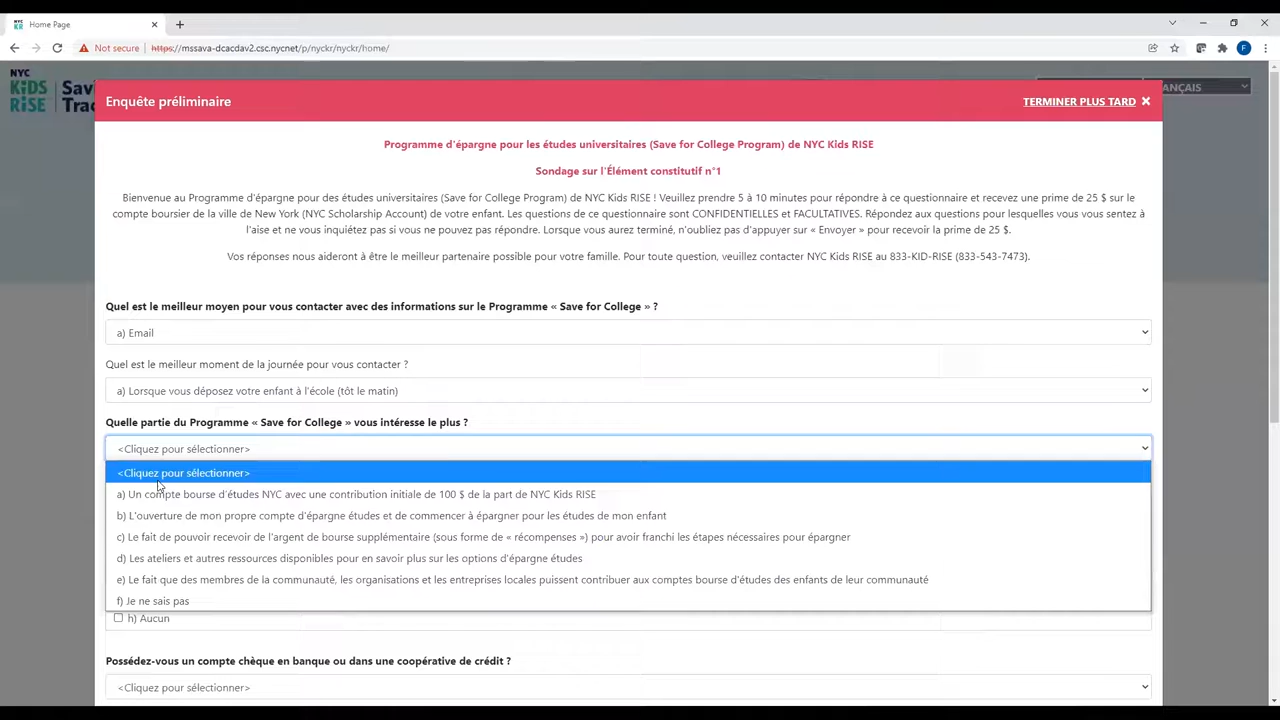 Home Page
Not secure
https://mssava-dcacdav2.csc.nycnet/p/nyckr/nyckr/home/
F
NYC
KR
NYC
KiDS
RiSE
Savi
Trac
ANÇAIS
Enquête préliminaire
TERMINER PLUS TARD ×
Programme d'épargne pour les études universitaires (Save for College Program) de NYC Kids RISE
Sondage sur l'Élément constitutif n°1
Bienvenue au Programme d'épargne pour des études universitaires (Save for College Program) de NYC Kids RISE ! Veuillez prendre 5 à 10 minutes pour répondre à ce questionnaire et recevez une prime de 25 $ sur le
compte boursier de la ville de New York (NYC Scholarship Account) de votre enfant. Les questions de ce questionnaire sont CONFIDENTIELLES et FACULTATIVES. Répondez aux questions pour lesquelles vous vous sentez à
l'aise et ne vous inquiétez pas si vous ne pouvez pas répondre. Lorsque vous aurez terminé, n'oubliez pas d'appuyer sur « Envoyer » pour recevoir la prime de 25 $.
Vos réponses nous aideront à être le meilleur partenaire possible pour votre famille. Pour toute question, veuillez contacter NYC Kids RISE au 833-KID-RISE (833-543-7473).
Quel est le meilleur moyen pour vous contacter avec des informations sur le Programme « Save for College » ?
a) Email
Quel est le meilleur moment de la journée pour vous contacter ?
a) Lorsque vous déposez votre enfant à l'école (tôt le matin)
Quelle partie du Programme « Save for College » vous intéresse le plus ?
<Cliquez pour sélectionner>
<Cliquez pour sélectionner>
a) Un compte bourse d'études NYC avec une contribution initiale de 100 $ de la part de NYC Kids RISE
b) L'ouverture de mon propre compte d'épargne études et de commencer à épargner pour les études de mon enfant
c) Le fait de pouvoir recevoir de l'argent de bourse supplémentaire (sous forme de « récompenses ») pour avoir franchi les étapes nécessaires pour épargner
d) Les ateliers et autres ressources disponibles pour en savoir plus sur les options d'épargne études
e) Le fait que des membres de la communauté, les organisations et les entreprises locales puissent contribuer aux comptes bourse d'études des enfants de leur communauté
f) Je ne sais pas
h) Aucun
Possédez-vous un compte chèque en banque ou dans une coopérative de crédit ?
<Cliquez pour sélectionner>